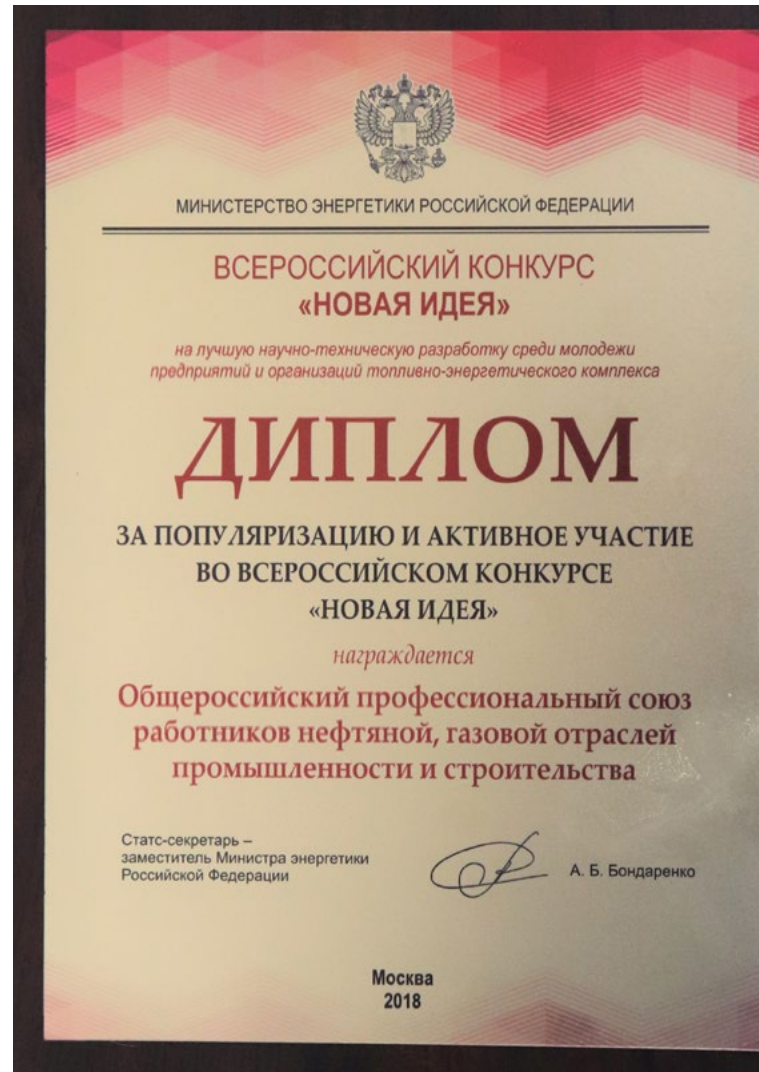 МИНИСТЕРСТВО ЭНЕРГЕТИКИ РОССИЙСКОЙ ФЕДЕРАЦИИ
ВСЕРОССИЙСКИЙ КОНКУРС
«НОВАЯ ИДЕЯ»
на лучшую научно-техническую разработку среди молодежи
предприятий и организаций топливно-энергетического комплекса
ДИПЛОМ
ЗА ПОПУЛЯРИЗАЦИЮ И АКТИВНОЕ УЧАСТИЕ
ВО ВСЕРОССИЙСКОМ КОНКУРСЕ
«НОВАЯ ИДЕЯ»
награждается
Общероссийский профессиональный союз
работников нефтяной, газовой отраслей
промышленности и строительства
Статс-секретарь –
заместитель Министра энергетики
Российской Федерации
А. Б. Бондаренко
Москва
2018